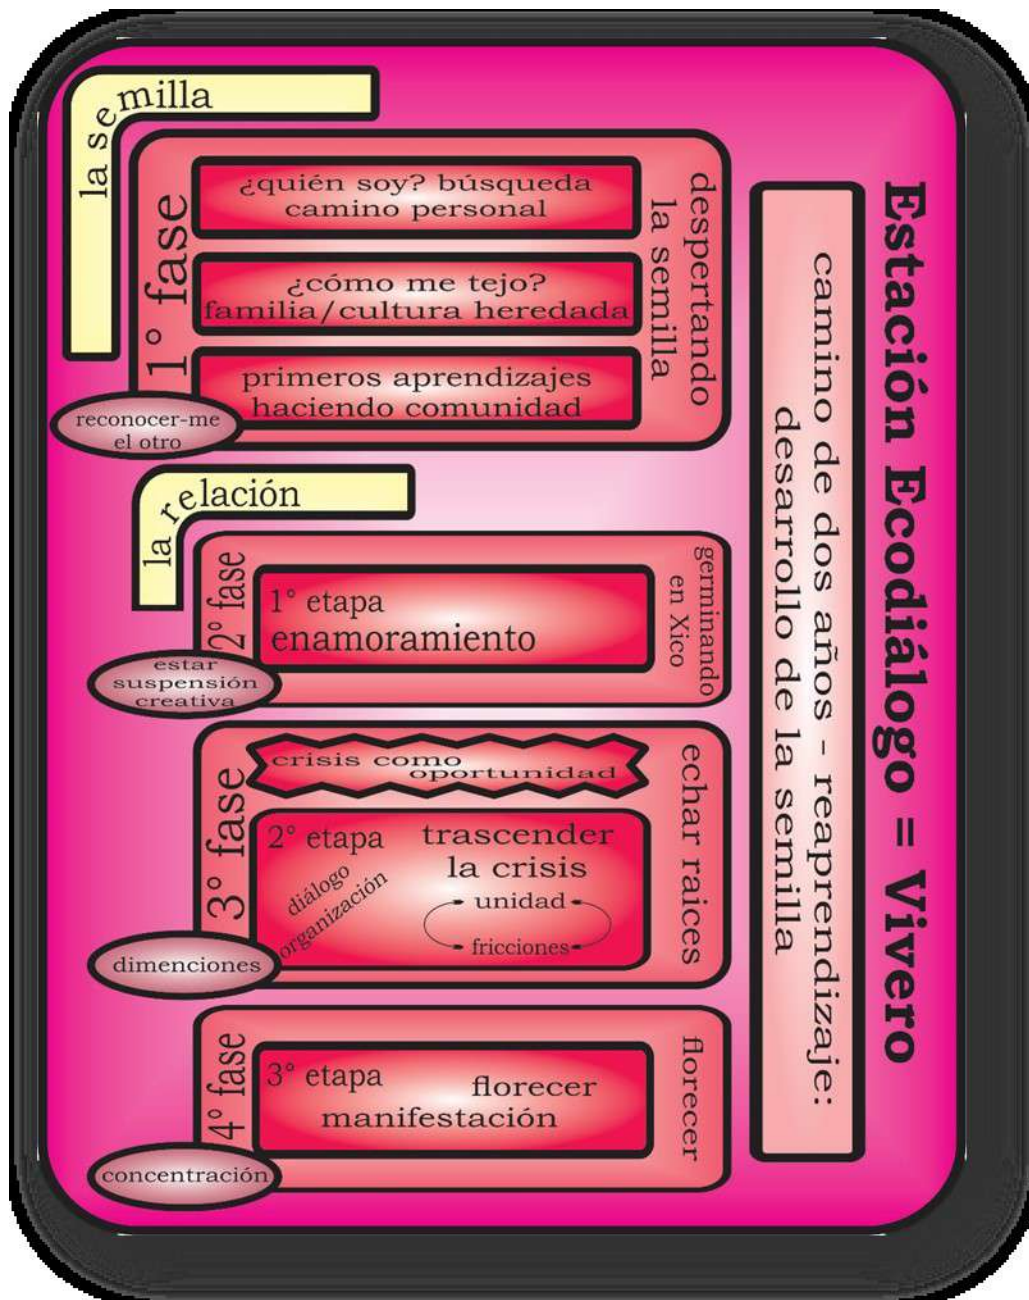 Estación Ecodiálogo = Vivero
camino de dos años - reaprendizaje:
desarrollo de la semilla
la semilla
1° fase
despertando
la semilla
¿quién soy? búsqueda
camino personal
¿cómo me tejo?
familia/cultura heredada
primeros aprendizajes
haciendo comunidad
reconocer-me
el otro
la relación
2° fase
germinando
en Xico
1° etapa
enamoramiento
estar
suspensión
creativa
3° fase
echar raices
crisis como
oportunidad
2° etapa
diálogo
organización
trascender
la crisis
unidad
fricciones
dimenciones
4° fase
florecer
3° etapa
florecer
manifestación
concentración